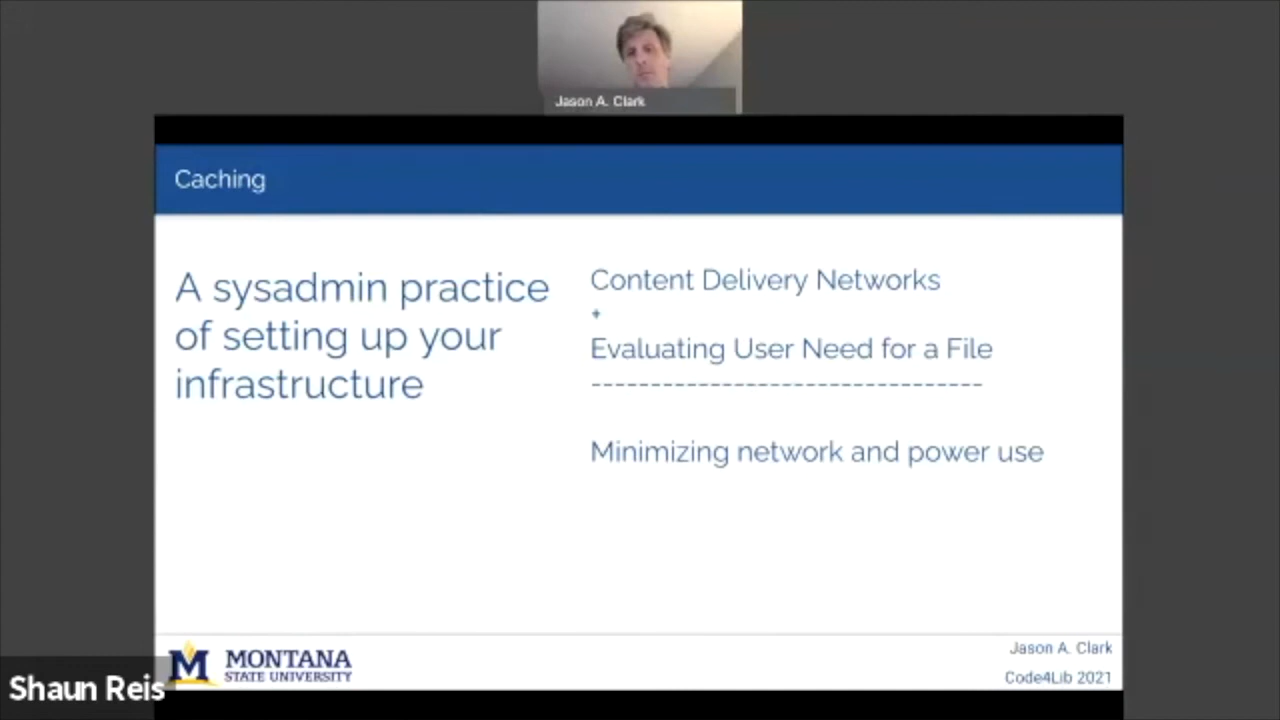 Jason A. Clark
Caching
A sysadmin practice
of setting up your
infrastructure
Content Delivery Networks
+
Evaluating User Need for a File
---------------------------------
Minimizing network and power use
M MONTANA
STATE UNIVERSITY
Jason A. Clark
Code4Lib 2021
Shaun Reis